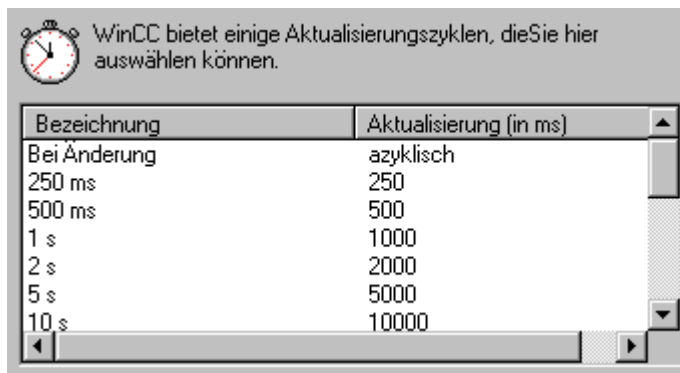 WinCC bietet einige Aktualisierungszyklen, dieSie hier
auswählen können.
Bezeichnung Aktualisierung (in ms)
Bei Änderung azyklisch
250 ms 250
500 ms 500
1 s 1000
2 s 2000
5 s 5000
10 s 10000